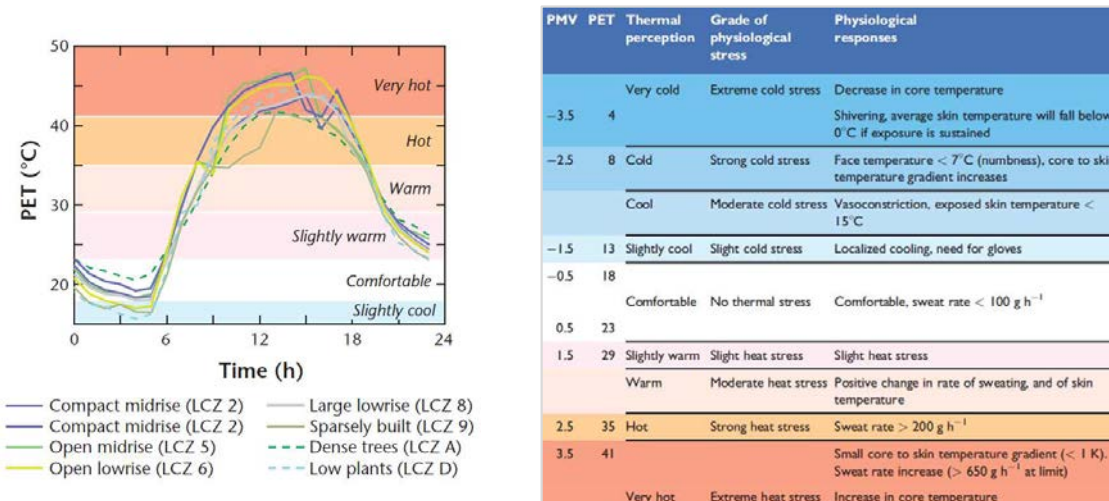 50
40
30
20
PET (°C)
Very hot
Hot
Warm
Slightly warm
Comfortable
Slightly cool
0 6 12 18 24
Time (h)
Compact midrise (LCZ 2)
Compact midrise (LCZ 2)
Open midrise (LCZ 5)
Open lowrise (LCZ 6)
Large lowrise (LCZ 8)
Sparsely built (LCZ 9)
Dense trees (LCZ A)
Low plants (LCZ D)
PMV PET Thermal perception Grade of physiological stress Physiological responses
Very cold Extreme cold stress Decrease in core temperature
−3.5 4 Shivering, average skin temperature will fall below
0°C if exposure is sustained
−2.5 8 Cold Strong cold stress Face temperature < 7°C (numbness), core to skin
temperature gradient increases
Cool Moderate cold stress Vasoconstriction, exposed skin temperature <
15°C
−1.5 13 Slightly cool Slight cold stress Localized cooling, need for gloves
−0.5 18
Comfortable No thermal stress Comfortable, sweat rate < 100 g h⁻¹
0.5 23
1.5 29 Slightly warm Slight heat stress Slight heat stress
Warm Moderate heat stress Positive change in rate of sweating, and of skin
temperature
2.5 35 Hot Strong heat stress Sweat rate > 200 g h⁻¹
3.5 41 Small core to skin temperature gradient (< 1 K).
Sweat rate increase (> 650 g h⁻¹ at limit)
Very hot Extreme heat stress Increase in core temperature